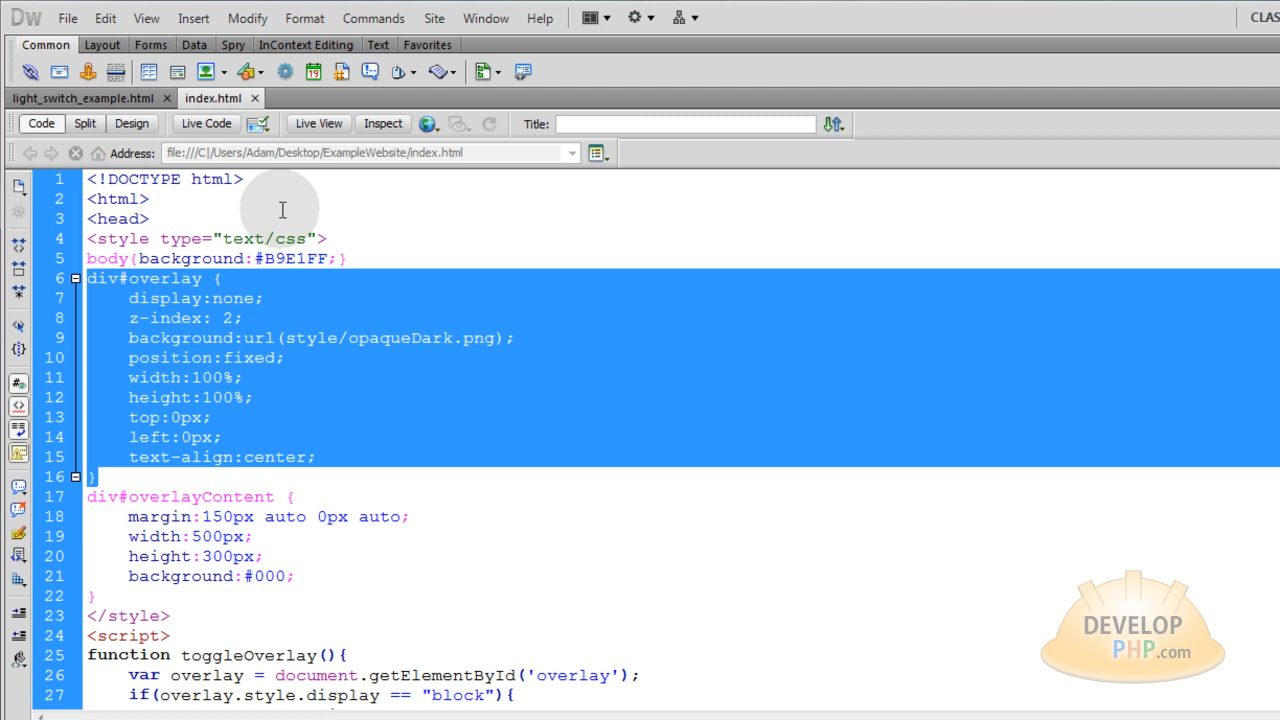 Dw File Edit View Insert Modify Format Commands Site Window Help CLAS
Common Layout Forms Data Spry InContext Editing Text Favorites
19
light_switch_example.html × index.html ×
Code Split Design Live Code Live View Inspect Title:
Address: file:///C|/Users/Adam/Desktop/ExampleWebsite/index.html
1 <!DOCTYPE html>
2 <html>
3 <head>
4 <style type="text/css">
5 body{background:#B9E1FF;}
6 div#overlay {
7 display:none;
8 z-index: 2;
9 background:url(style/opaqueDark.png);
10 position:fixed;
11 width:100%;
12 height:100%;
13 top:0px;
14 left:0px;
15 text-align:center;
16 }
17 div#overlayContent {
18 margin:150px auto 0px auto;
19 width:500px;
20 height:300px;
21 background:#000;
22 }
23 </style>
24 <script>
25 function toggleOverlay(){
26 var overlay = document.getElementById('overlay');
27 if(overlay.style.display == "block"){
DEVELOP
PHP.com